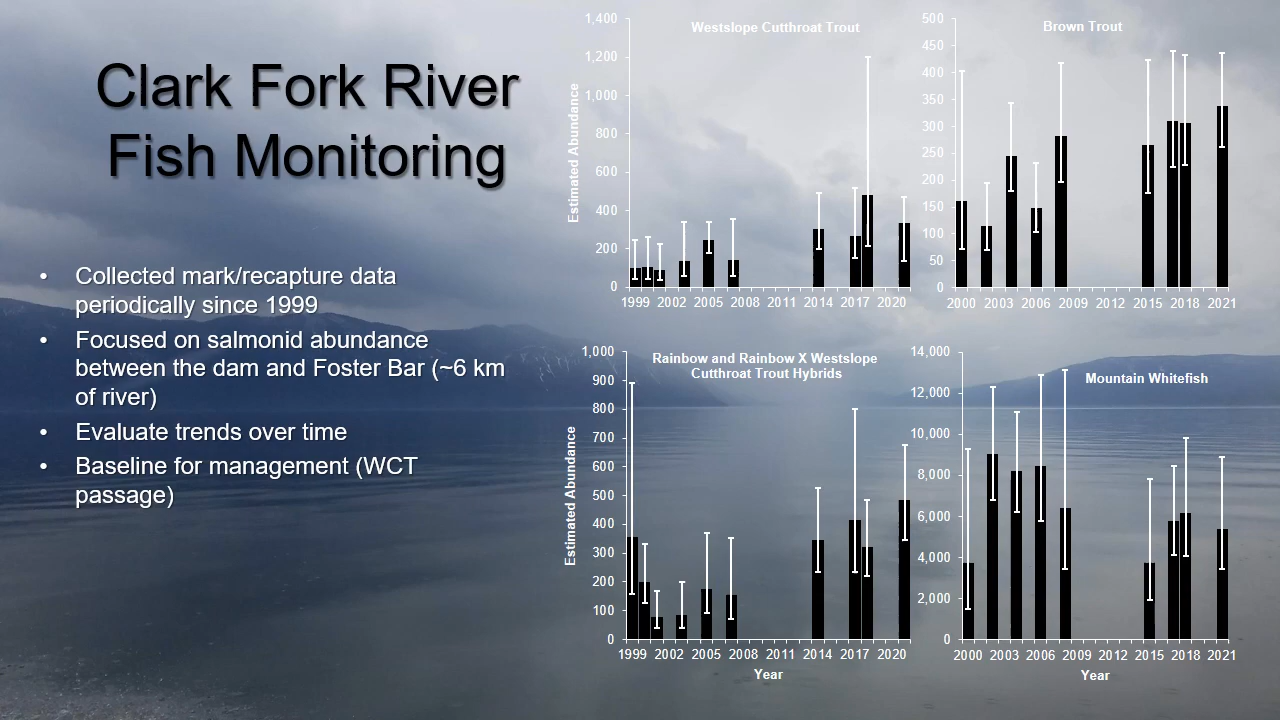 Clark Fork River
Fish Monitoring
• Collected mark/recapture data
periodically since 1999
• Focused on salmonid abundance
between the dam and Foster Bar (~6 km
of river)
• Evaluate trends over time
• Baseline for management (WCT
passage)
Westslope Cutthroat Trout
Estimated Abundance
1,400
1,200
1,000
800
600
400
200
0
1999 2002 2005 2008 2011 2014 2017 2020
Brown Trout
500
450
400
350
300
250
200
150
100
50
0
2000 2003 2006 2009 2012 2015 2018 2021
Rainbow and Rainbow X Westslope
Cutthroat Trout Hybrids
Estimated Abundance
1,000
900
800
700
600
500
400
300
200
100
0
1999 2002 2005 2008 2011 2014 2017 2020
Year
Mountain Whitefish
14,000
12,000
10,000
8,000
6,000
4,000
2,000
0
2000 2003 2006 2009 2012 2015 2018 2021
Year